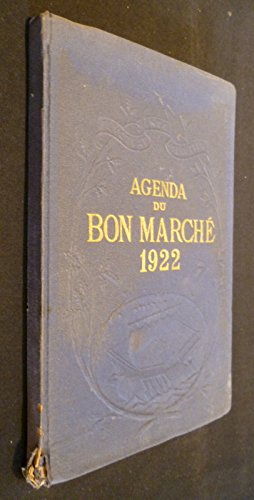 AGENDA
DU
BON MARCHÉ
1922